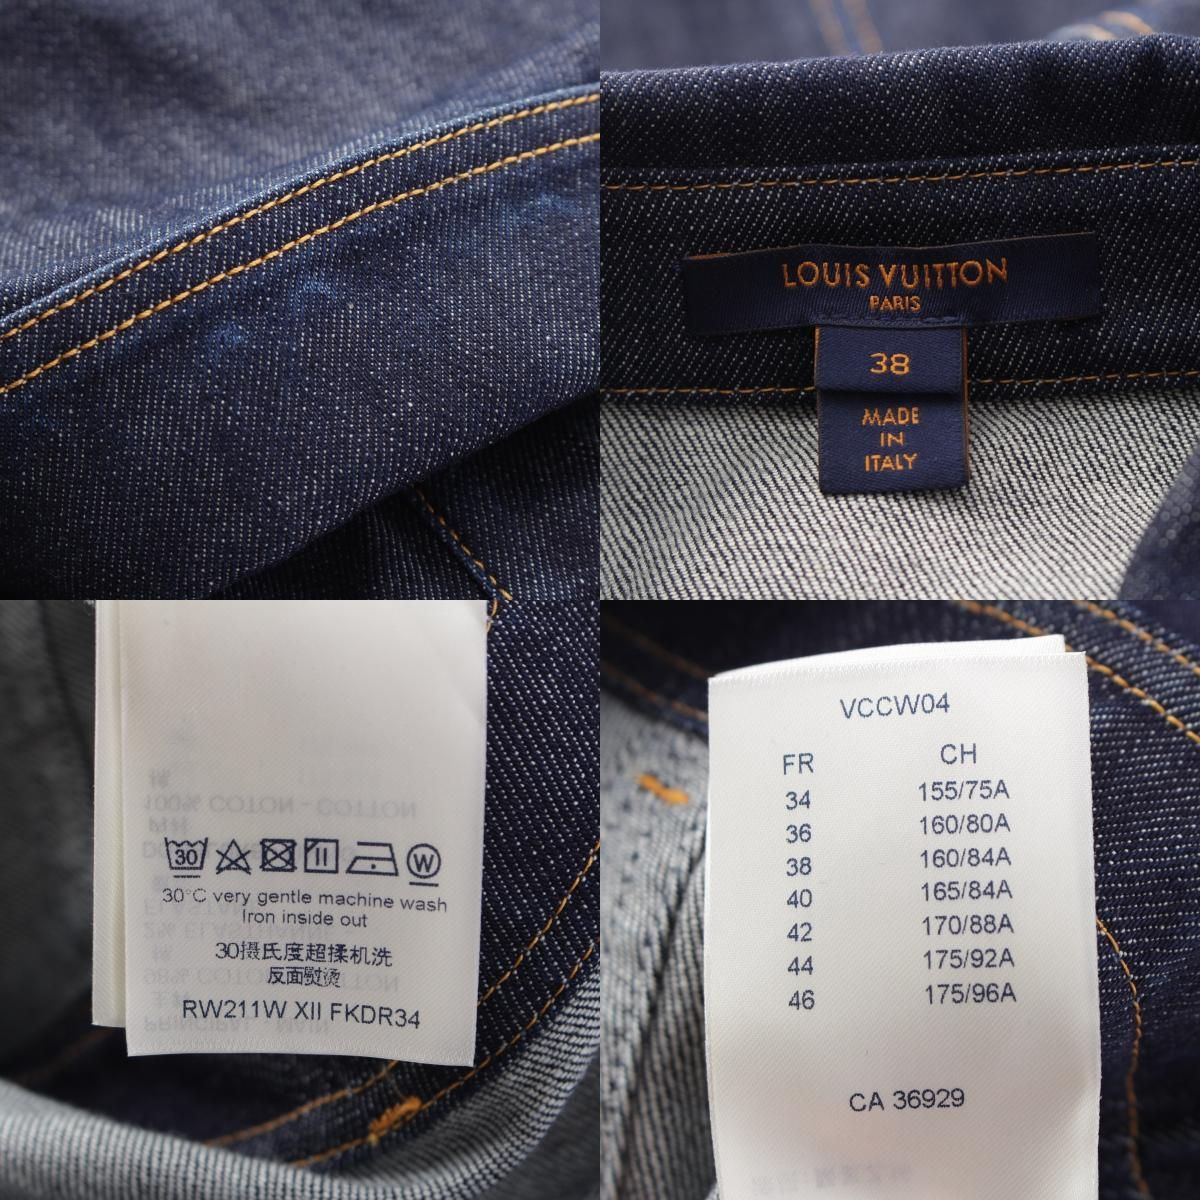 LOUIS VUITTON
PARIS
38
MADE
IN
ITALY
30
W
30°C very gentle machine wash
Iron inside out
30摄氏度超揉机洗
反面熨烫
RW211W XII FKDR34
VCCW04
FR CH
34 155/75A
36 160/80A
38 160/84A
40 165/84A
42 170/88A
44 175/92A
46 175/96A
CA 36929